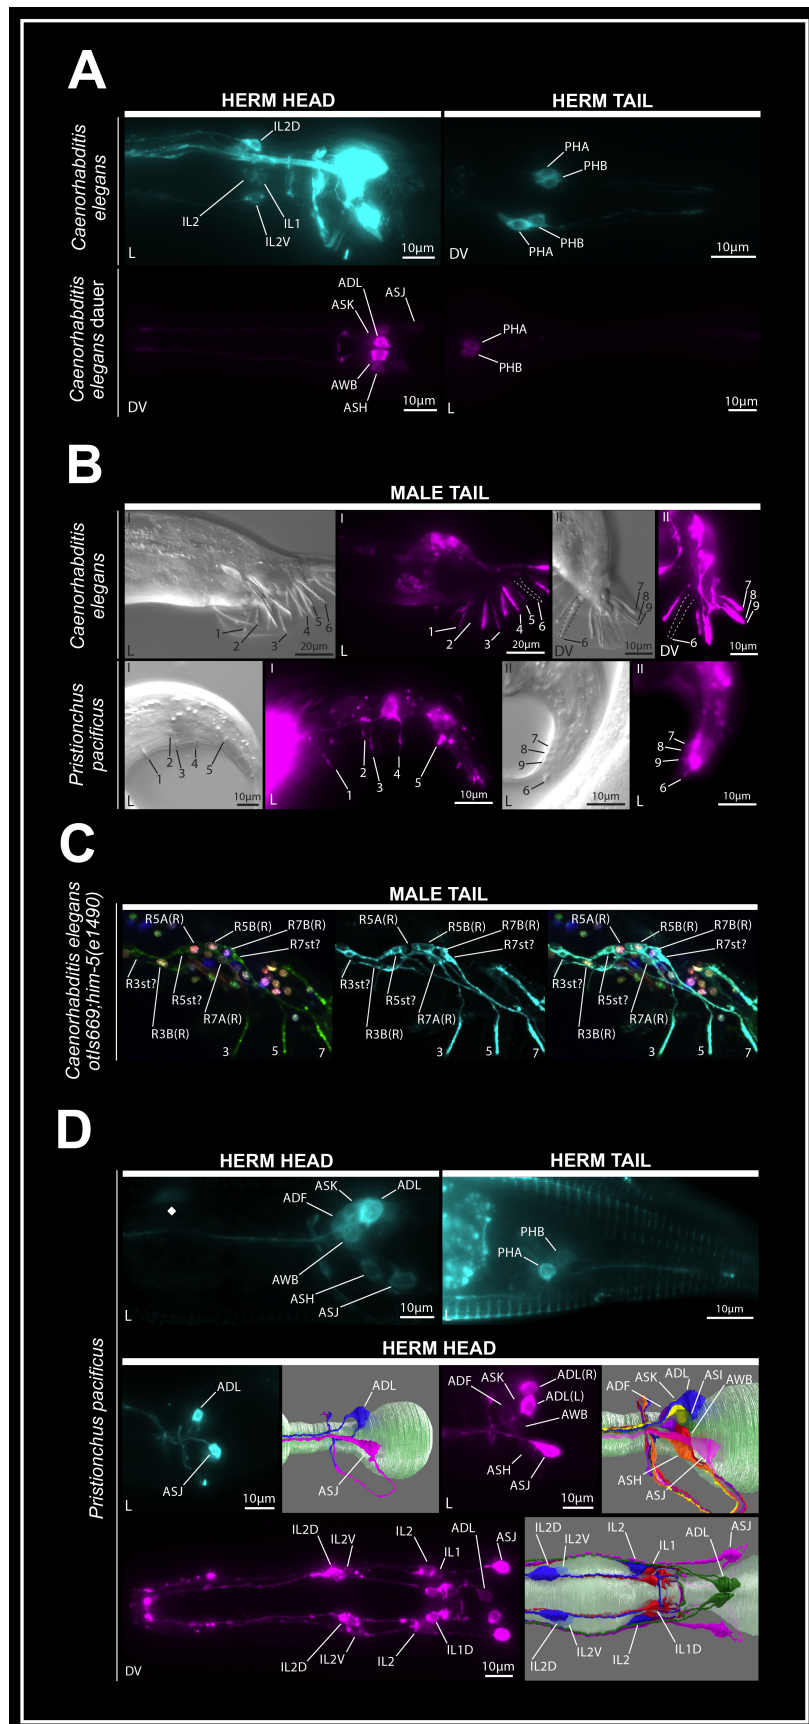 A
HERM HEAD
HERM TAIL
Caenorhabditis
elegans
IL2D
IL2
IL1
IL2V
L
10µm
PHA
PHB
PHB
PHA
DV
10µm
Caenorhabditis
elegans dauer
ADL
ASJ
ASK
AWB
ASH
DV
10µm
PHA
PHB
L
10µm
B
MALE TAIL
Caenorhabditis
elegans
I
1
2
3
4
5
6
L
20µm
I
1
2
3
4
5
6
L
20µm
II
7
8
9
6
DV
10µm
II
7
8
9
6
DV
10µm
Pristionchus
pacificus
I
1
2
3
4
5
L
10µm
I
1
2
3
4
5
L
10µm
II
7
8
9
6
L
10µm
II
7
8
9
6
L
10µm
C
MALE TAIL
Caenorhabditis elegans
otIs669;him-5(e1490)
R5A(R)
R5B(R)
R7B(R)
R7st?
R3st?
R5st?
R7A(R)
R3B(R)
3
5
7
R5A(R)
R5B(R)
R7B(R)
R7st?
R3st?
R5st?
R7A(R)
R3B(R)
3
5
7
R5A(R)
R5B(R)
R7B(R)
R7st?
R3st?
R5st?
R7A(R)
R3B(R)
3
5
7
D
HERM HEAD
HERM TAIL
Pristionchus pacificus
ASK
ADL
ADF
AWB
ASH
ASJ
L
10µm
PHB
PHA
L
10µm
HERM HEAD
ADL
ASJ
L
10µm
ADL
ASJ
ADF
ASK
ADL(R)
ADL(L)
AWB
ASH
ASJ
L
10µm
ADF
ASK
ADL
ASI
AWB
ASH
ASJ
IL2D
IL2V
IL2
IL1
ADL
ASJ
IL2D
IL2V
IL2
IL1D
DV
10µm
IL2D
IL2V
IL2
IL1
ADL
ASJ
IL2D
IL2V
IL2
IL1D